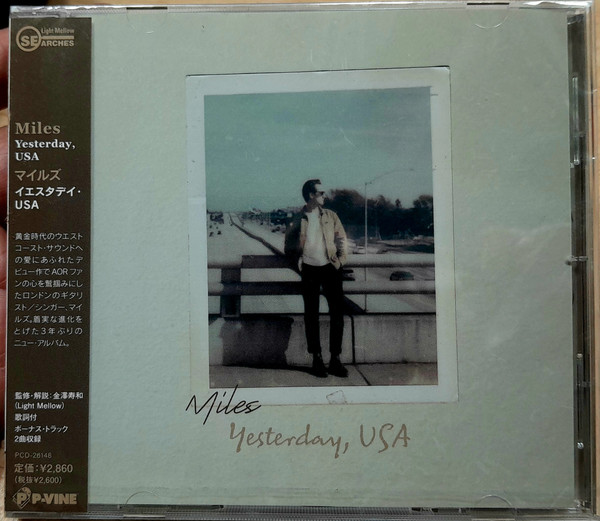 Light Mellow
SEARCHES
Miles
Yesterday,
USA
マイルズ
イエスタデイ・
USA
黄金時代のウエスト
コースト・サウンドへ
の愛にあふれたデ
ビュー作でAORファ
ンの心を鷲掴みにし
たロンドンのギタリ
スト/シンガー、マイ
ルズ。着実な進化を
とげた3年ぶりの
ニュー・アルバム。
監修・解説:金澤寿和
(Light Mellow)
歌詞付
ボーナス・トラック
2曲収録
PCD-26148
定価:¥2,860
(税抜¥2,600)
P-VINE
Miles
Yesterday, USA